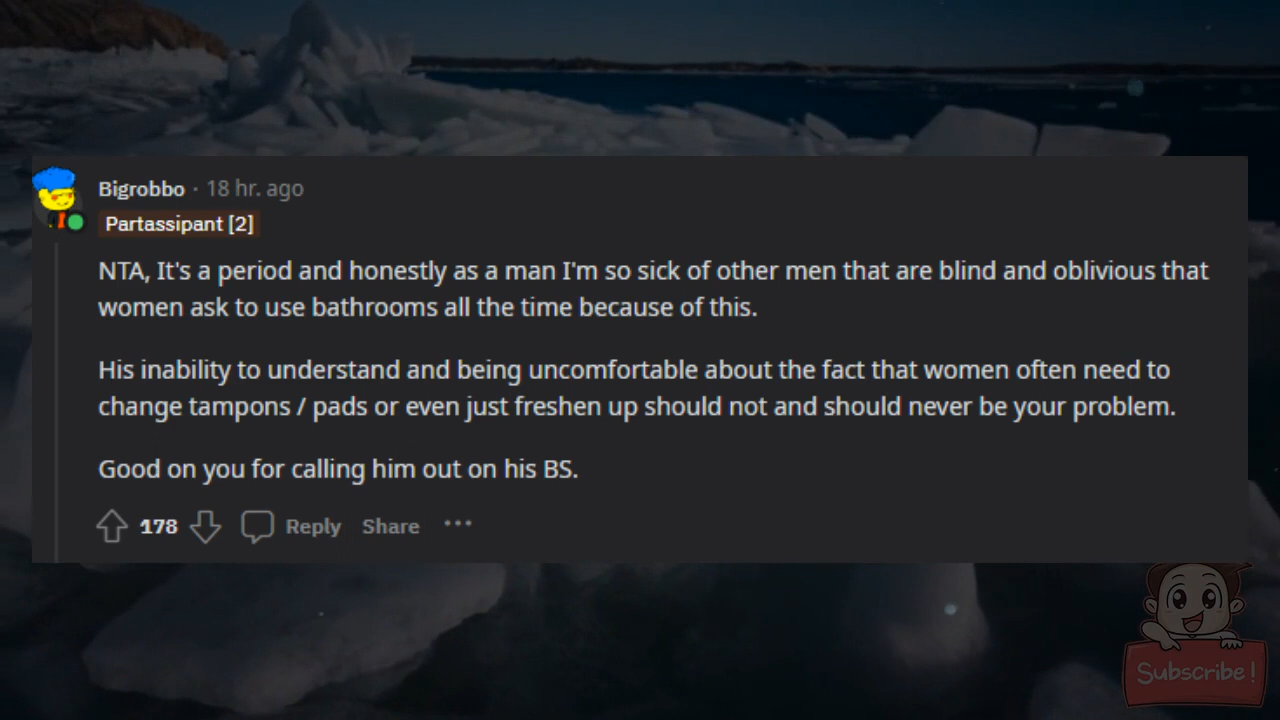 Bigrobbo · 18 hr. ago
Partassipant [2]
NTA, It's a period and honestly as a man I'm so sick of other men that are blind and oblivious that
women ask to use bathrooms all the time because of this.
His inability to understand and being uncomfortable about the fact that women often need to
change tampons / pads or even just freshen up should not and should never be your problem.
Good on you for calling him out on his BS.
178 Reply Share ···
Subscribe!